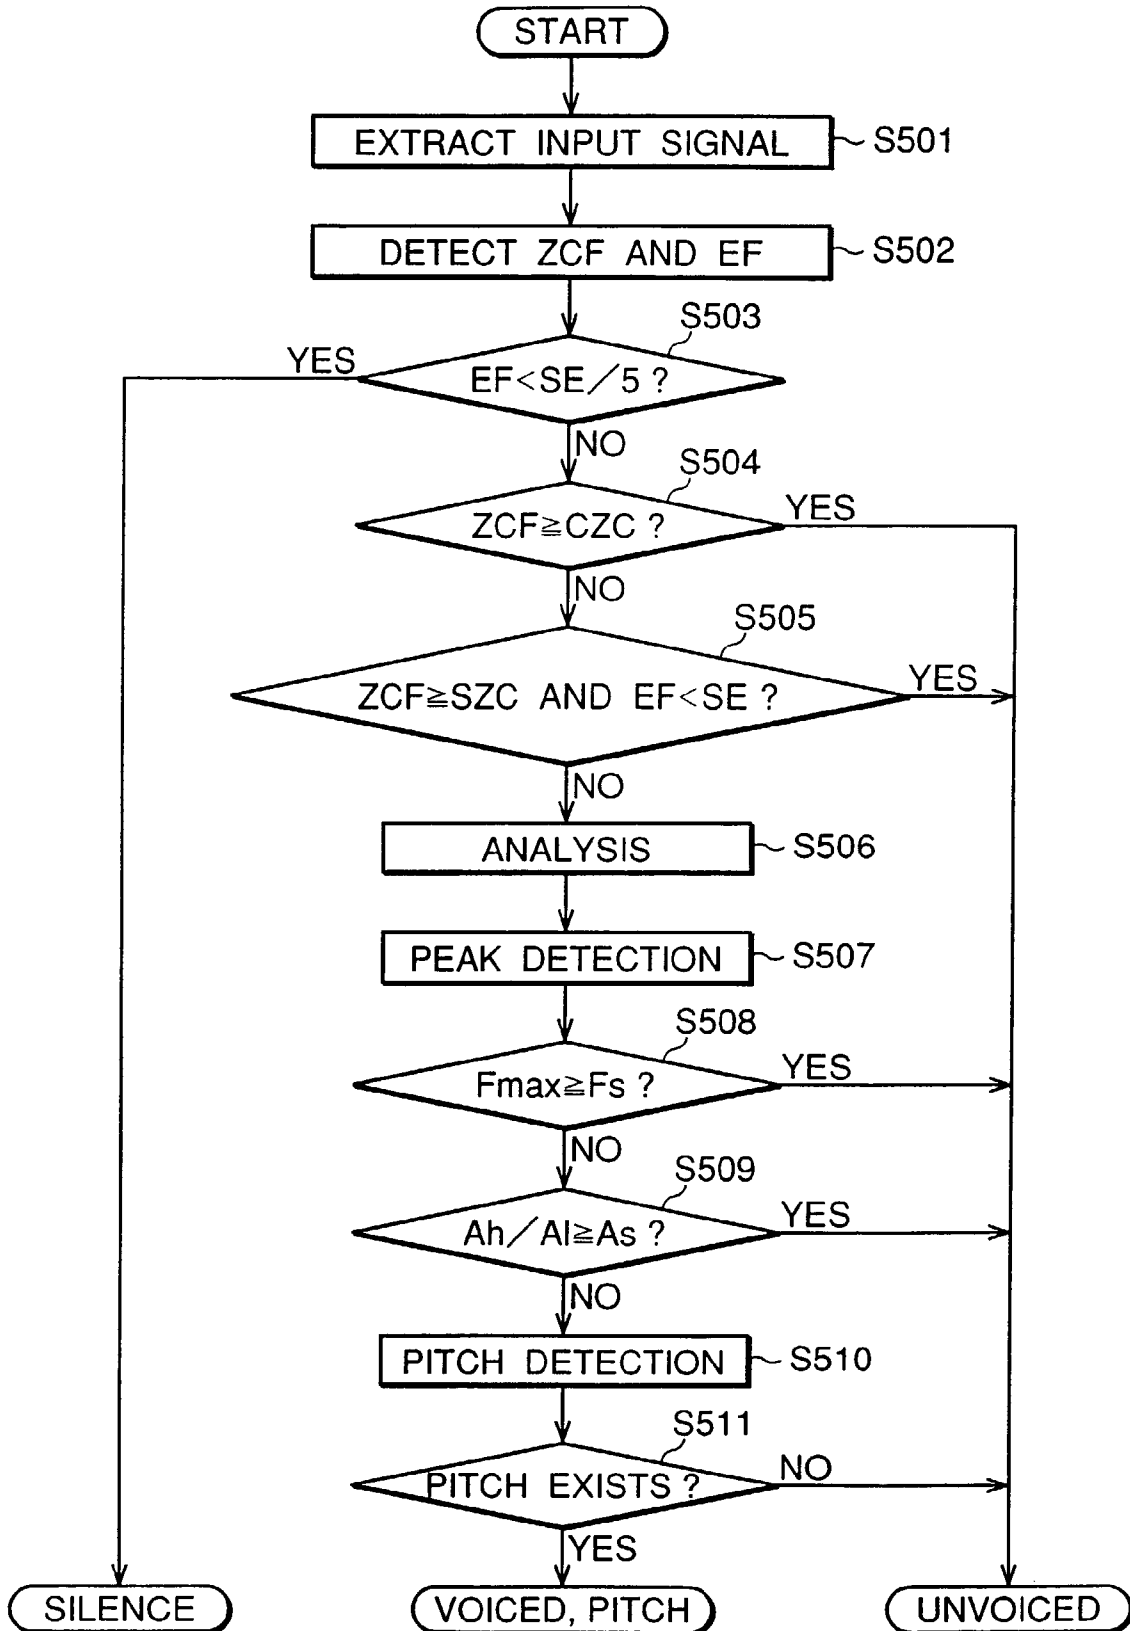 START
EXTRACT INPUT SIGNAL
S501
DETECT ZCF AND EF
S502
S503
YES
EF<SE/5 ?
NO
S504
YES
ZCF≧CZC ?
NO
S505
YES
ZCF≧SZC AND EF<SE ?
NO
ANALYSIS
S506
PEAK DETECTION
S507
S508
YES
Fmax≧Fs ?
NO
S509
YES
Ah/Al≧As ?
NO
PITCH DETECTION
S510
S511
NO
PITCH EXISTS ?
YES
SILENCE
VOICED, PITCH
UNVOICED